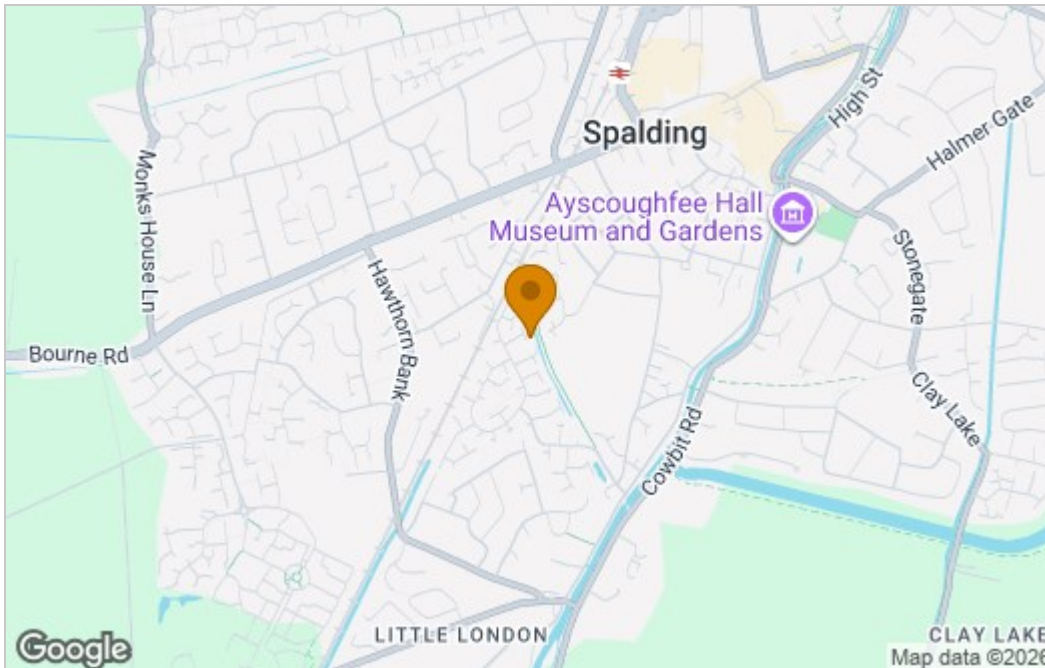 Spalding
High St
Halmer Gate
Monks House Ln
Ayscoughfee Hall
Museum and Gardens
Stonegate
Hawthorn Bank
Bourne Rd
Clay Lake
Cowbit Rd
LITTLE LONDON
CLAY LAKE
Google
Map data ©2026